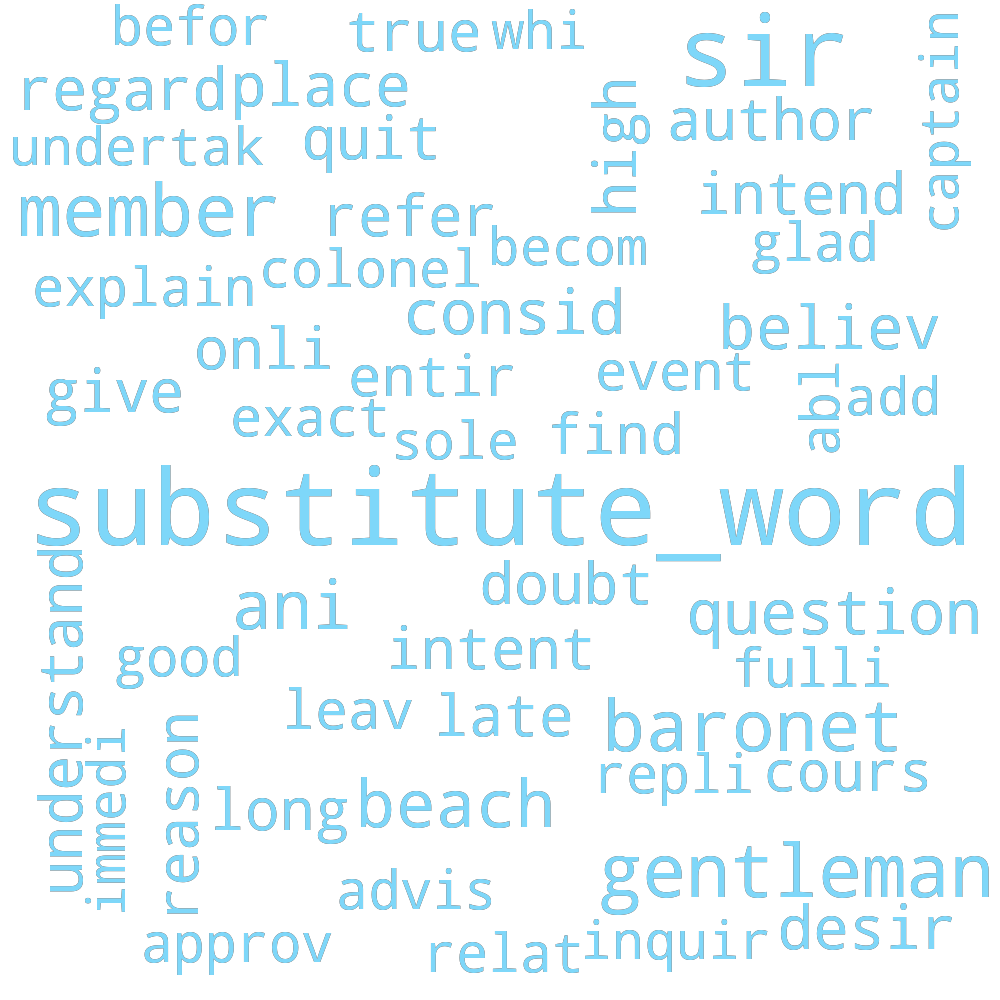 befor true whi sir captain
regard place high author
undertak quit
member refer intend
becom glad
explain colonel
consid believ
onli entir event
give exact abl add
sole find
substitute_word
understand doubt
ani question
good intent fulli
leav late baronet
immedi reason repli cours
long beach
gentleman
advis
approv relat inquir desir